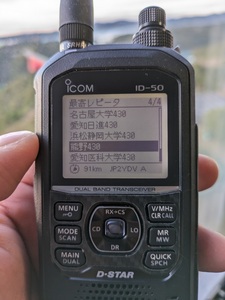 ICOM
ID-50
最寄レピータ 4/4
名古屋大学430
愛知日進430
浜松静岡大学430
熊野430
愛知医科大学430
91km JP2YDV_A
DUAL BAND TRANSCEIVER
MENU
RX→CS
V/MHz
CLR CALL
MODE
SCAN
CD
LO
MR
MW
MAIN
DUAL
DR
QUICK
SPCH
D-STAR